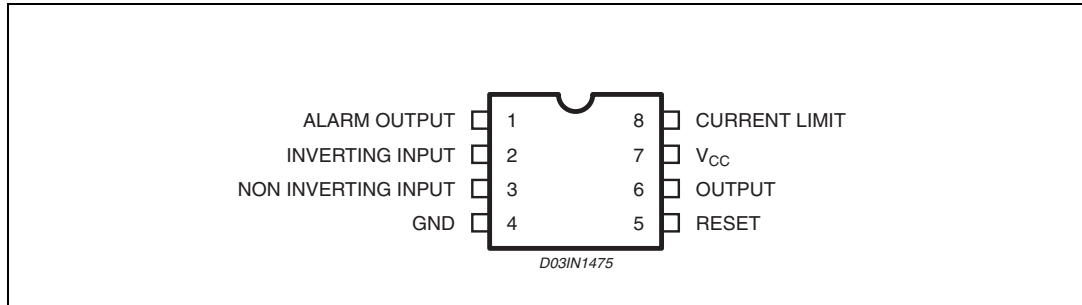 ALARM OUTPUT 1 8 CURRENT LIMIT
INVERTING INPUT 2 7 VCC
NON INVERTING INPUT 3 6 OUTPUT
GND 4 5 RESET
D03IN1475